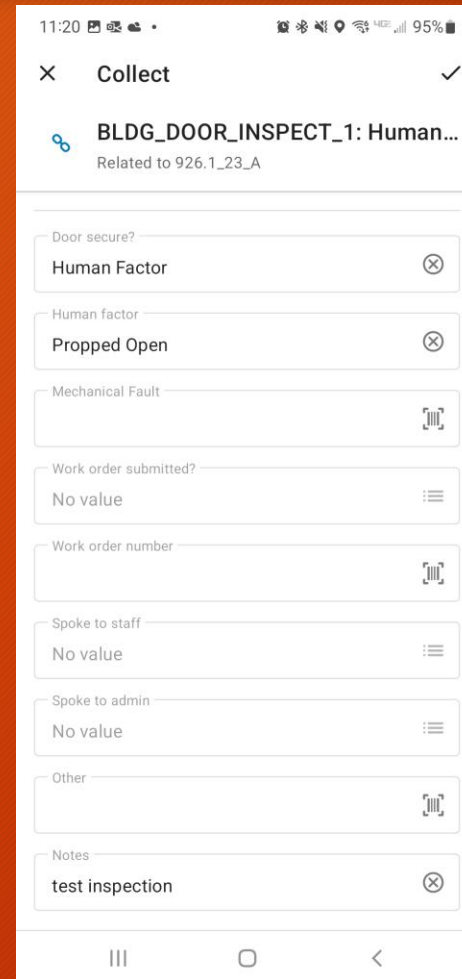 11:20 95%
Collect
BLDG_DOOR_INSPECT_1: Human...
Related to 926.1_23_A
Door secure?
Human Factor
Human factor
Propped Open
Mechanical Fault
Work order submitted?
No value
Work order number
Spoke to staff
No value
Spoke to admin
No value
Other
Notes
test inspection